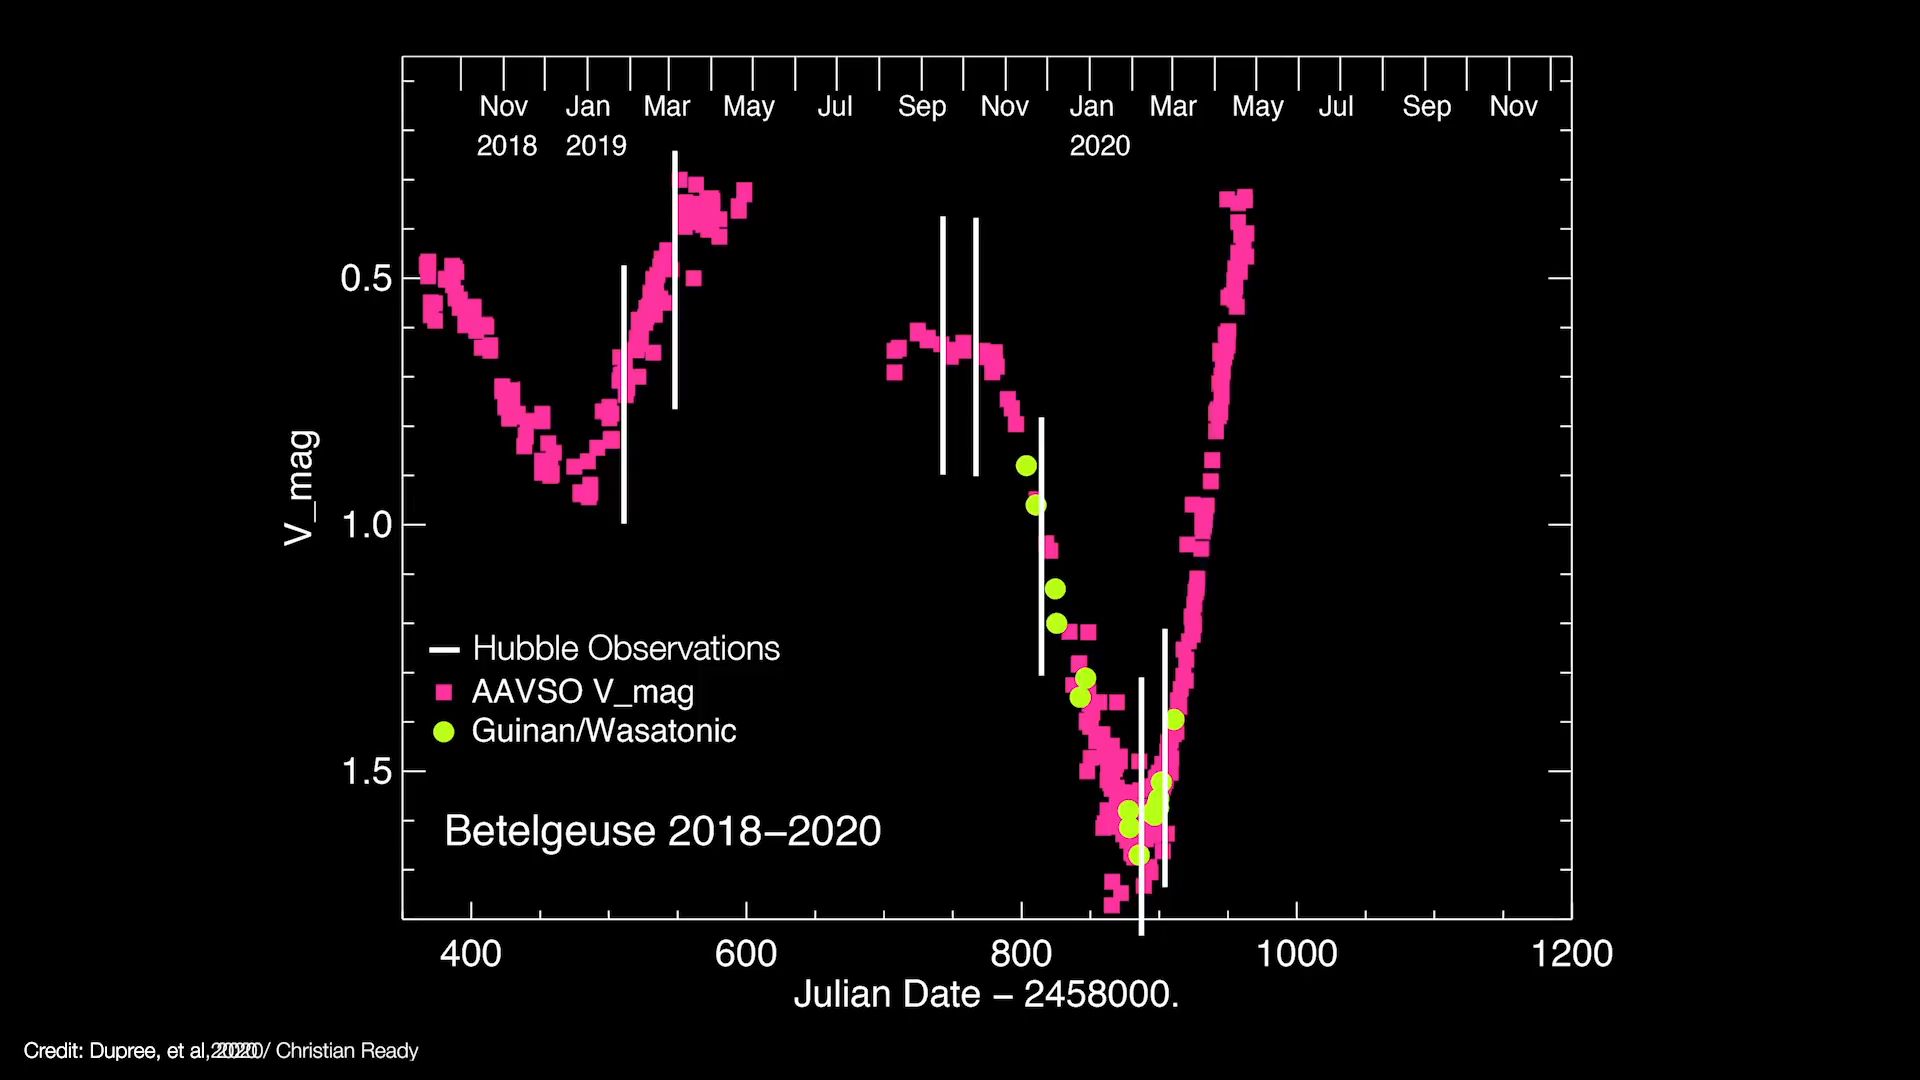 Nov Jan Mar May Jul Sep Nov Jan Mar May Jul Sep Nov
2018 2019 2020
0.5
1.0
1.5
V_mag
Hubble Observations
AAVSO V_mag
Guinan/Wasatonic
Betelgeuse 2018–2020
400 600 800 1000 1200
Julian Date – 2458000.
Credit: Dupree, et al, 2020 / Christian Ready